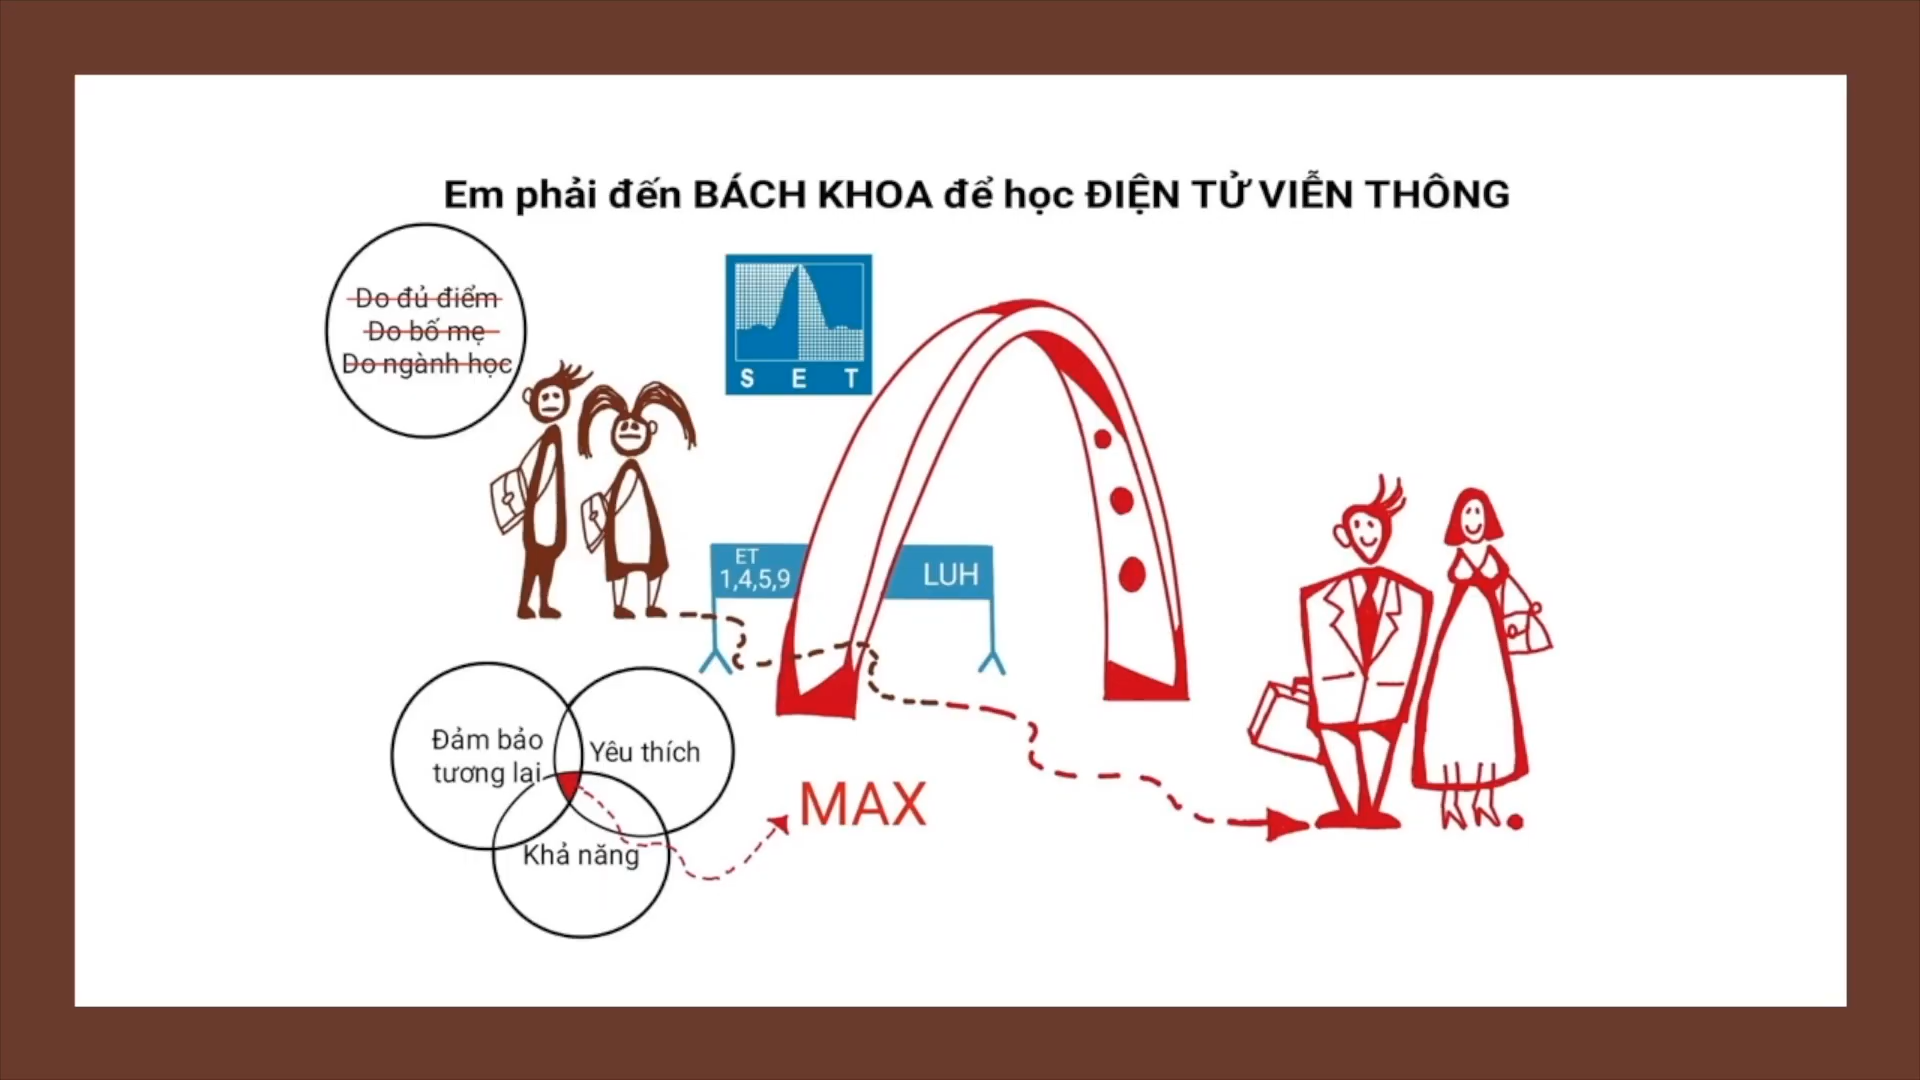 Em phải đến BÁCH KHOA để học ĐIỆN TỬ VIỄN THÔNG
Do đủ điểm
Do bố mẹ
Do ngành học
S E T
ET
1,4,5,9
LUH
Đảm bảo
tương lai
Yêu thích
Khả năng
MAX